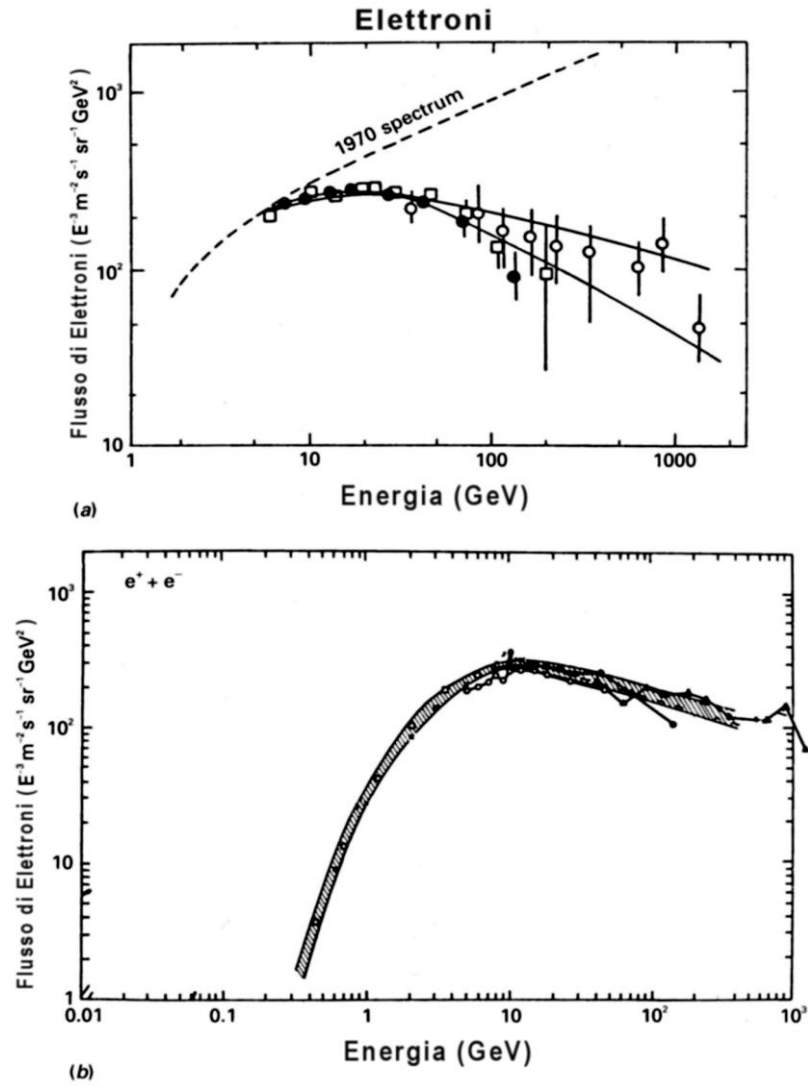 Elettroni
Flusso di Elettroni (E⁻³ m⁻² s⁻¹ sr⁻¹ GeV²)
10³
10²
10
1970 spectrum
1 10 100 1000
Energia (GeV)
(a)
Flusso di Elettroni (E⁻³ m⁻² s⁻¹ sr⁻¹ GeV²)
e⁺ + e⁻
10³
10²
10
1
0.01 0.1 1 10 10² 10³
Energia (GeV)
(b)